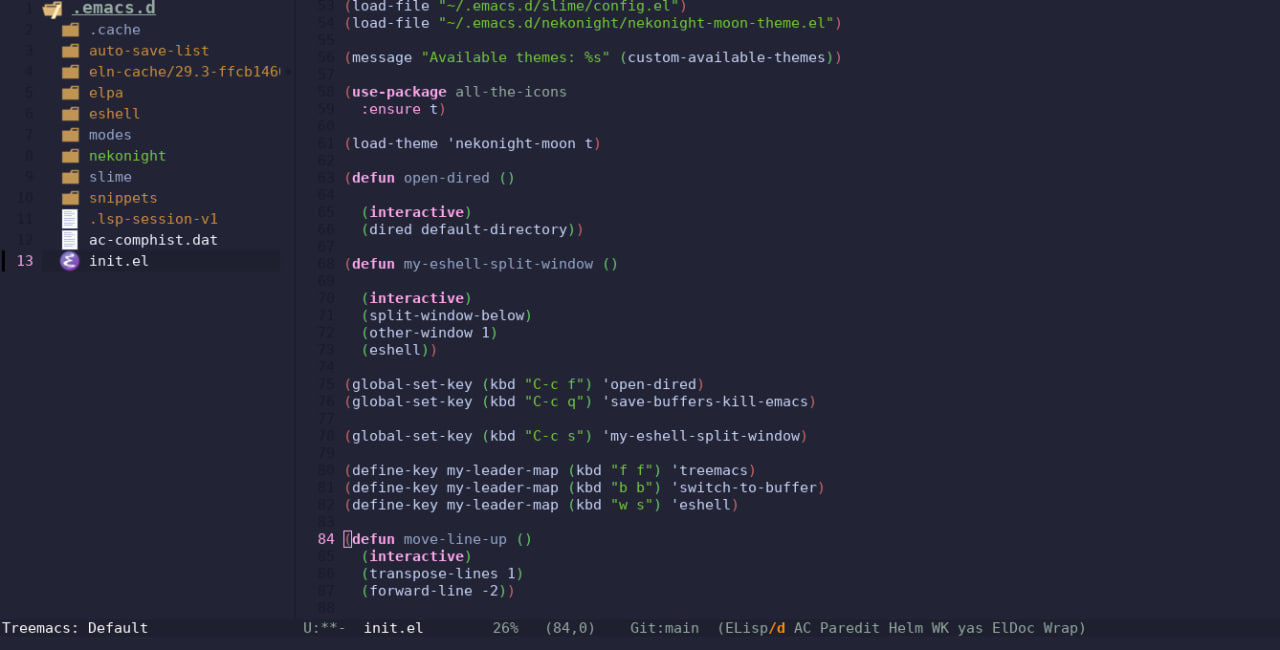 1 .emacs.d
2 .cache
3 auto-save-list
4 eln-cache/29.3-ffcb146
5 elpa
6 eshell
7 modes
8 nekonight
9 slime
10 snippets
11 .lsp-session-v1
12 ac-comphist.dat
13 init.el
Treemacs: Default
53 (load-file "~/.emacs.d/slime/config.el")
54 (load-file "~/.emacs.d/nekonight/nekonight-moon-theme.el")
55
56 (message "Available themes: %s" (custom-available-themes))
57
58 (use-package all-the-icons
59   :ensure t)
60
61 (load-theme 'nekonight-moon t)
62
63 (defun open-dired ()
64
65   (interactive)
66   (dired default-directory))
67
68 (defun my-eshell-split-window ()
69
70   (interactive)
71   (split-window-below)
72   (other-window 1)
73   (eshell))
74
75 (global-set-key (kbd "C-c f") 'open-dired)
76 (global-set-key (kbd "C-c q") 'save-buffers-kill-emacs)
77
78 (global-set-key (kbd "C-c s") 'my-eshell-split-window)
79
80 (define-key my-leader-map (kbd "f f") 'treemacs)
81 (define-key my-leader-map (kbd "b b") 'switch-to-buffer)
82 (define-key my-leader-map (kbd "w s") 'eshell)
83
84 (defun move-line-up ()
85   (interactive)
86   (transpose-lines 1)
87   (forward-line -2))
88
U:**-  init.el        26%   (84,0)    Git:main  (ELisp/d AC Paredit Helm WK yas ElDoc Wrap)